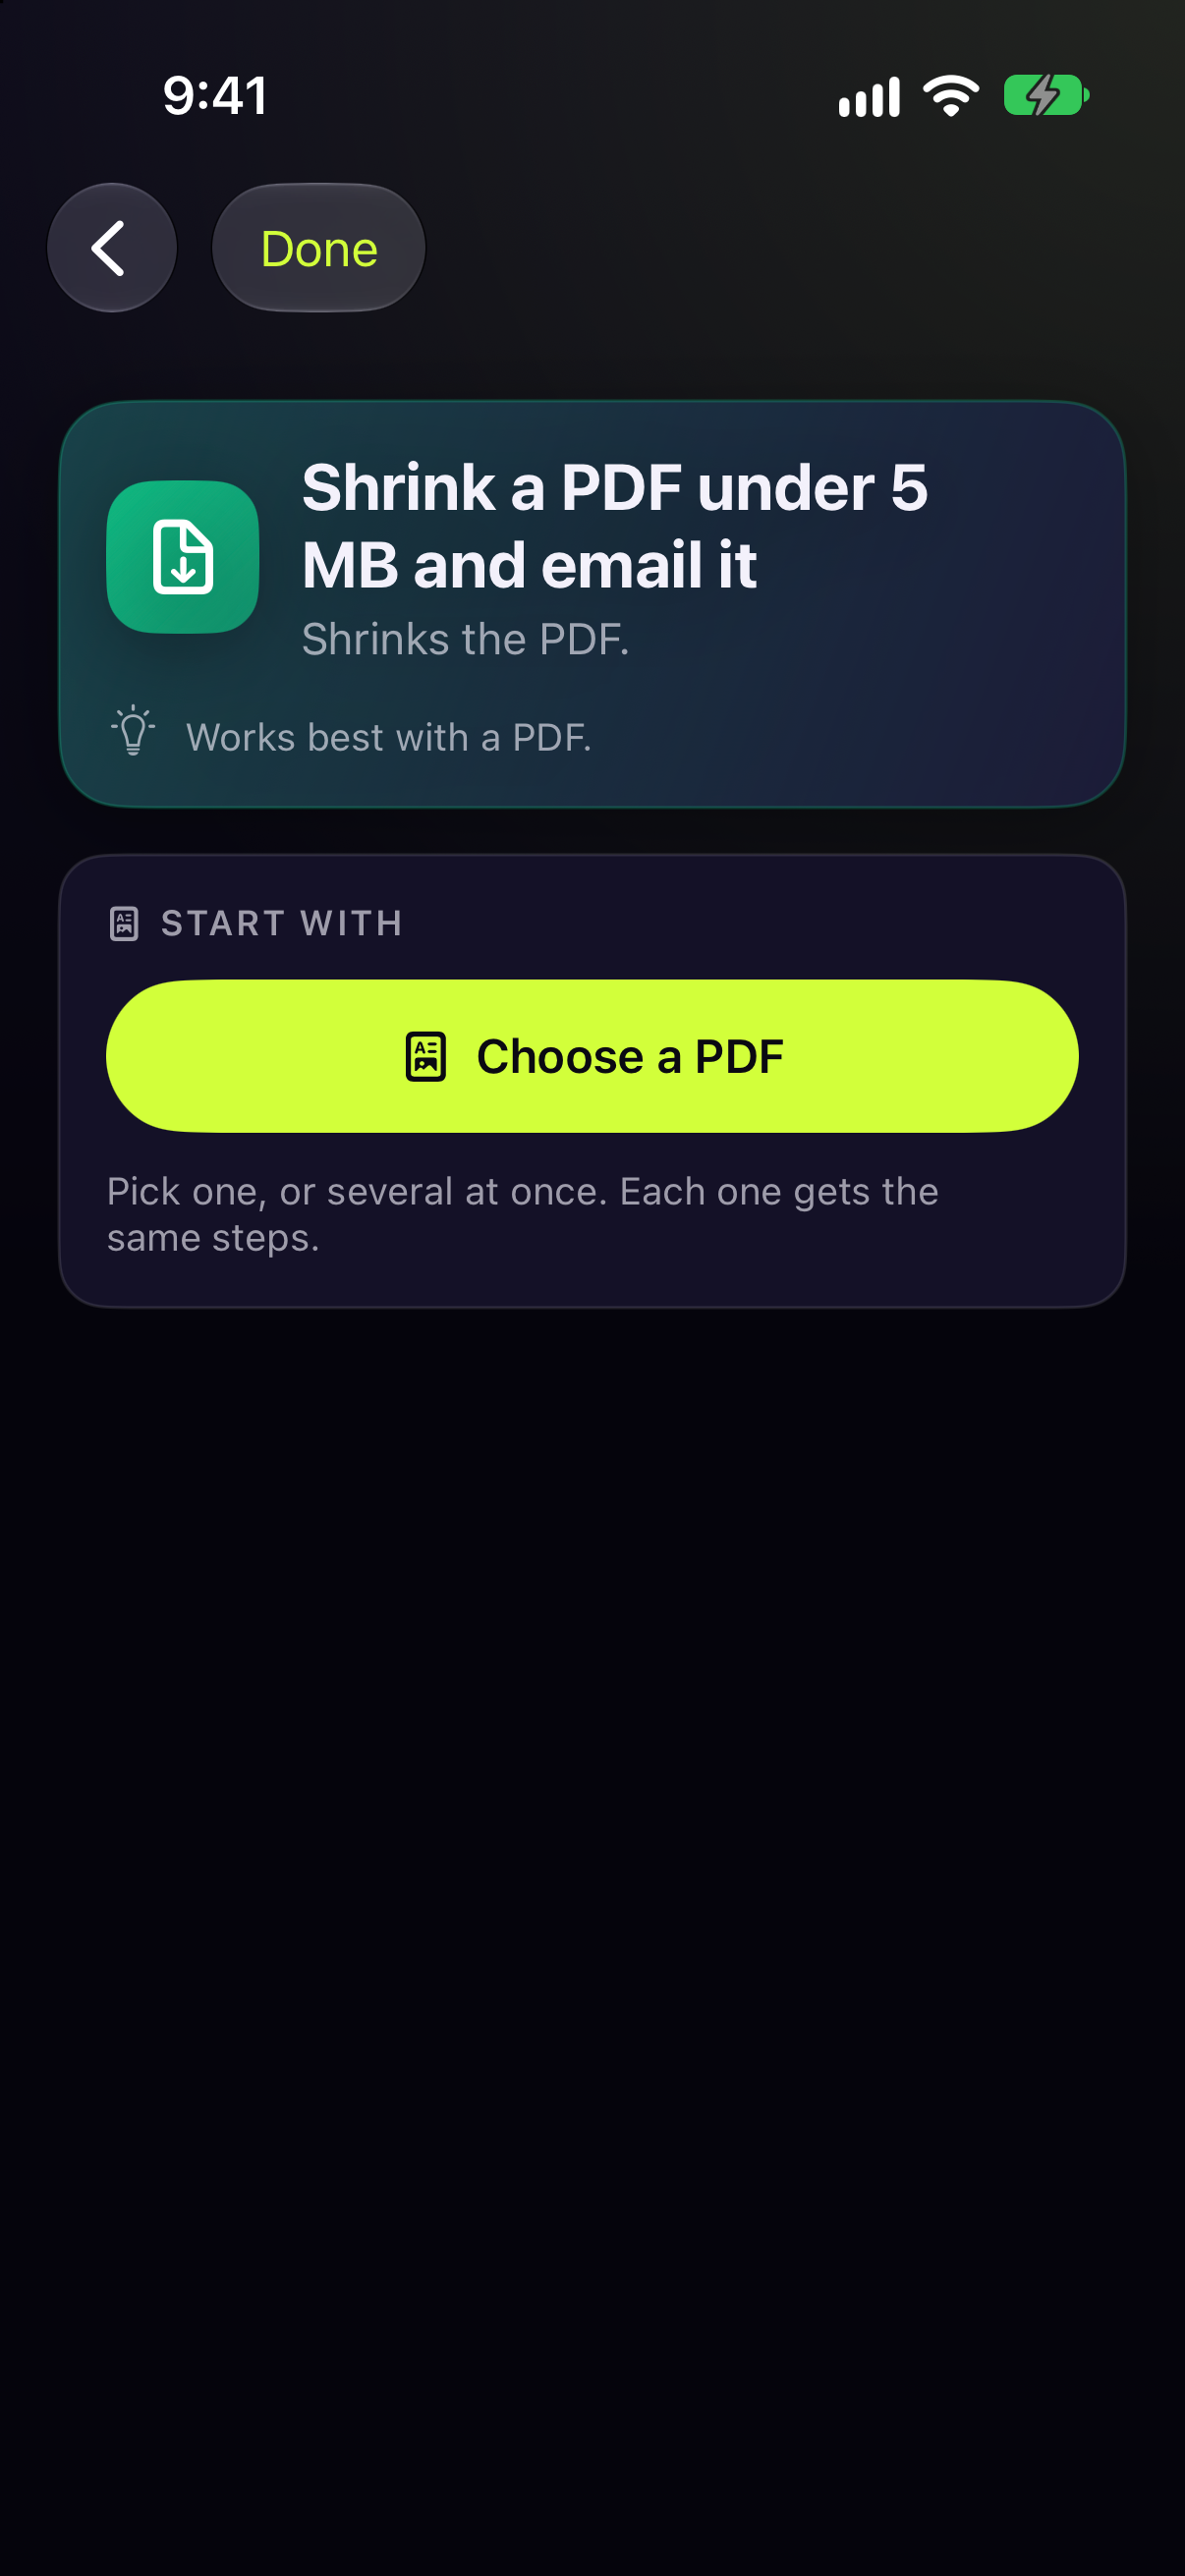 9:41
Done
Shrink a PDF under 5
MB and email it
Shrinks the PDF.
Works best with a PDF.
START WITH
Choose a PDF
Pick one, or several at once. Each one gets the
same steps.